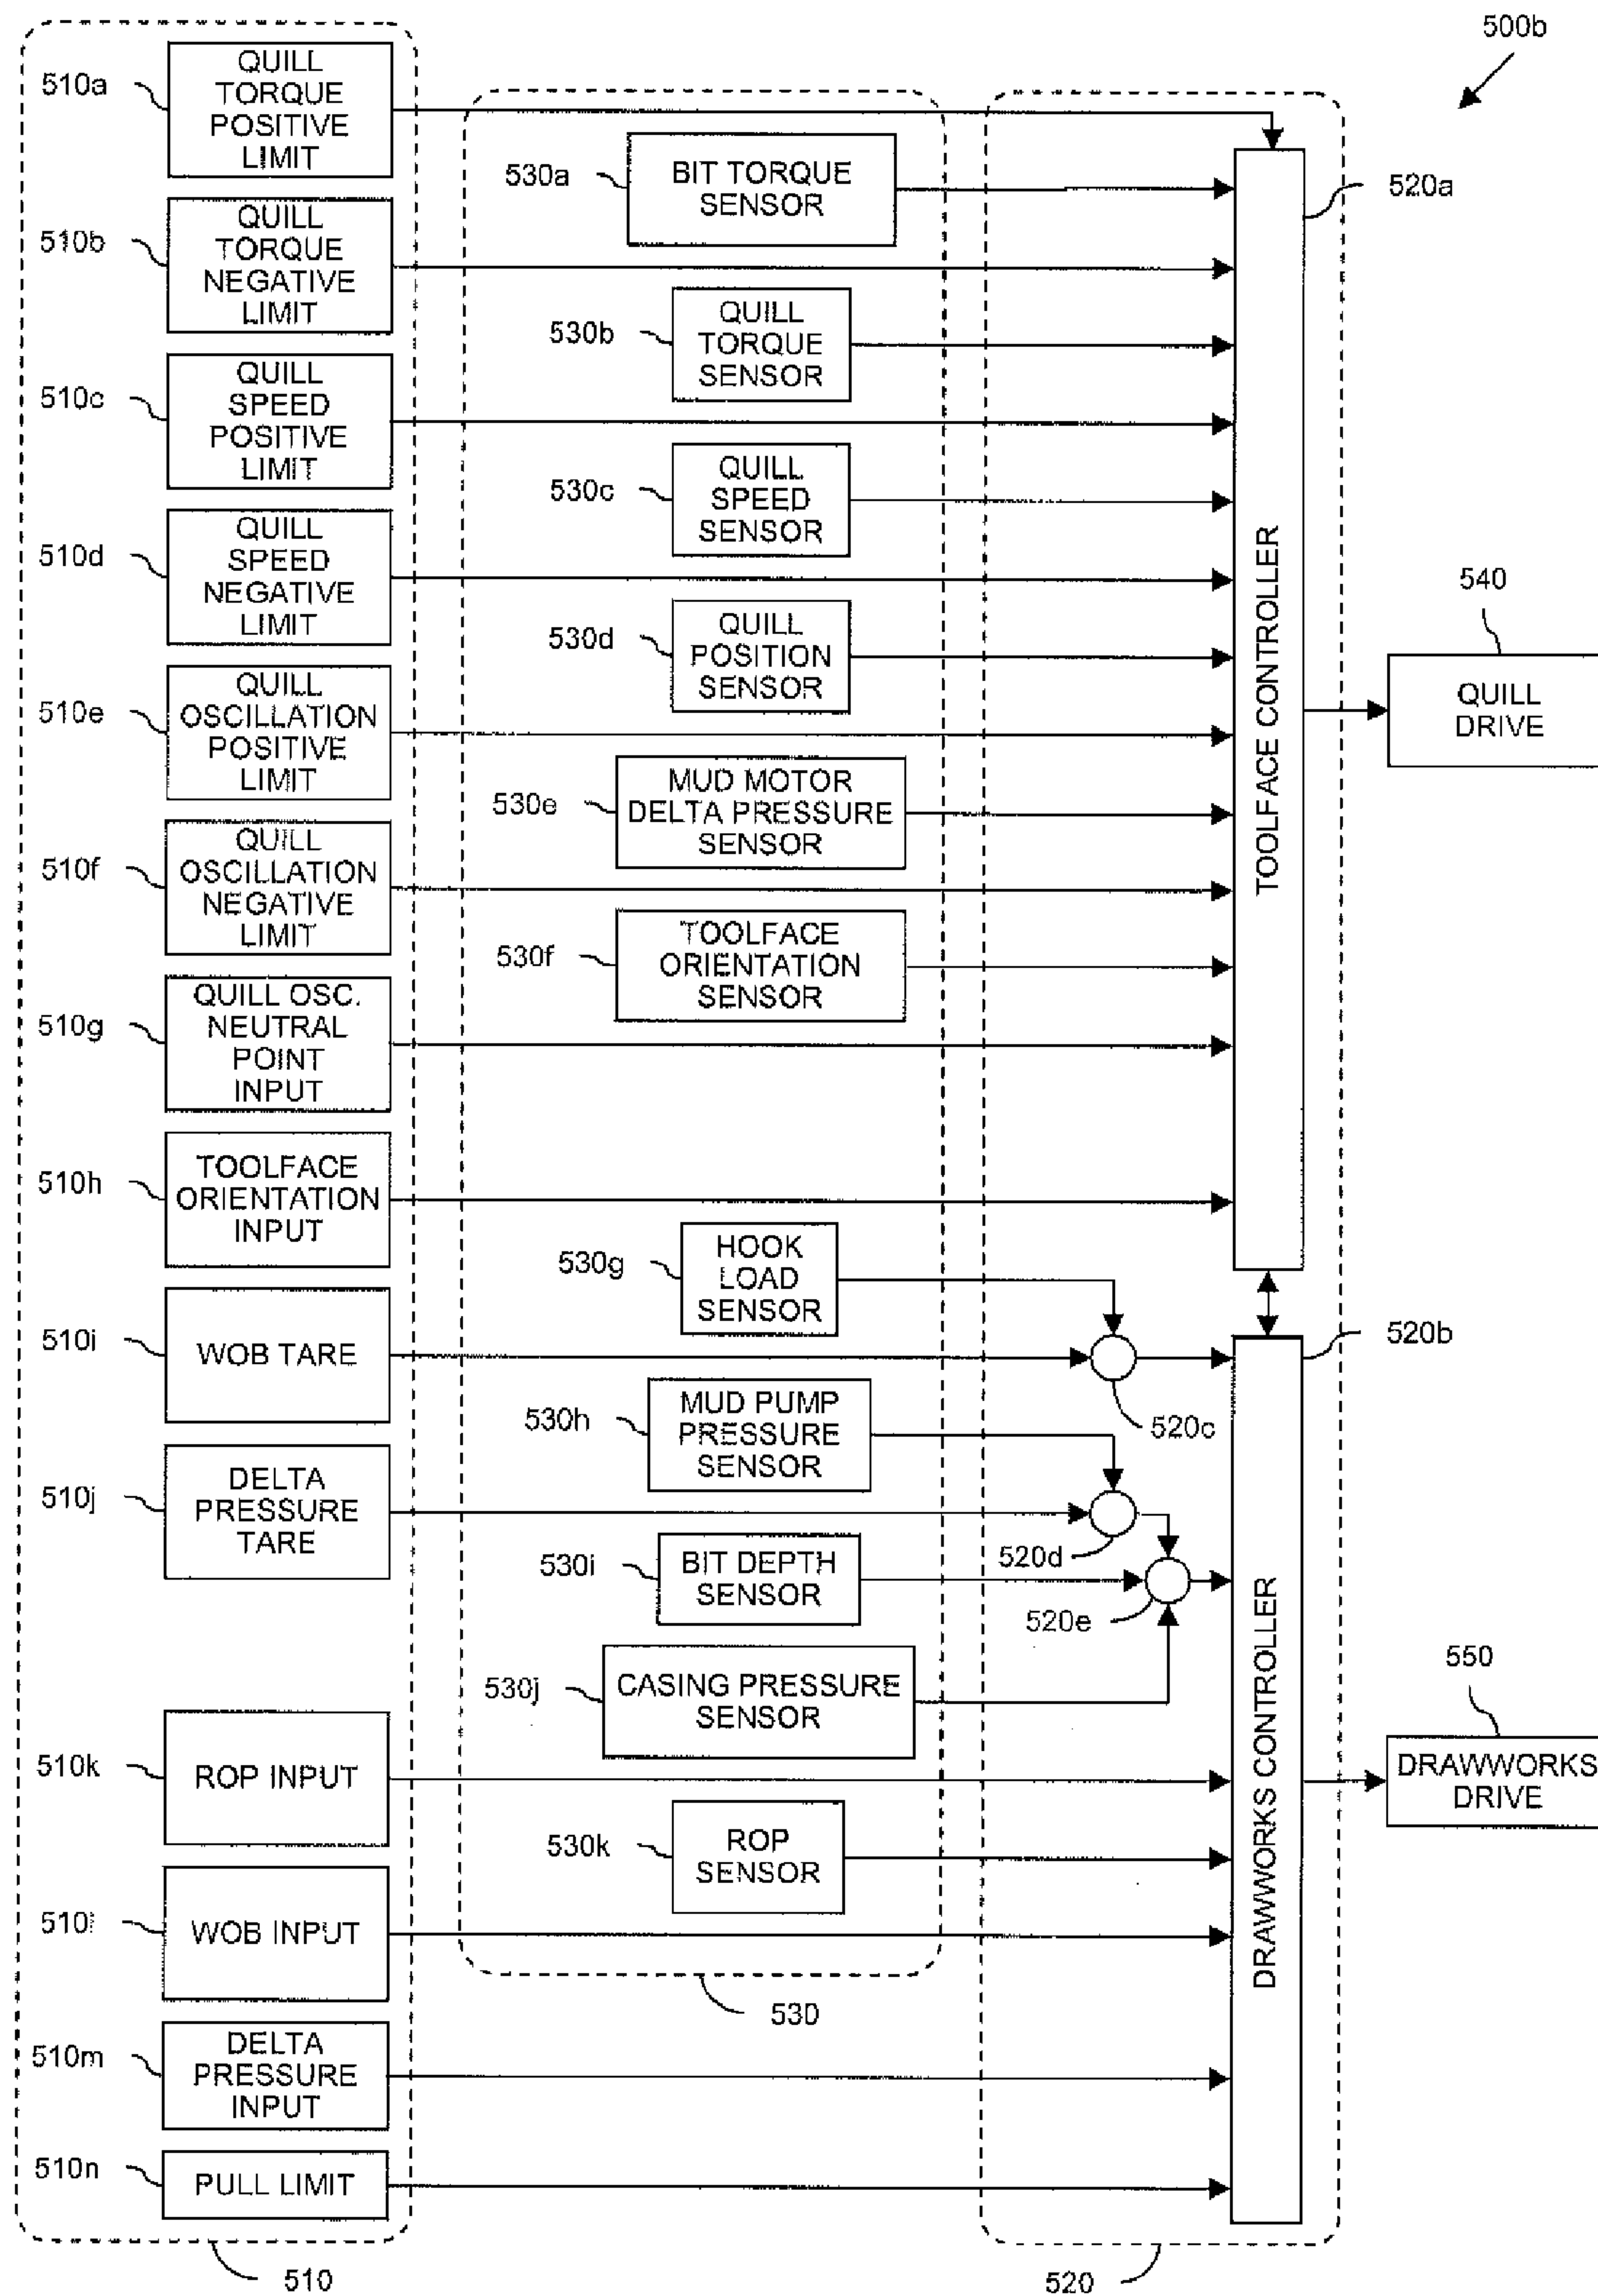 500b
510a
QUILL
TORQUE
POSITIVE
LIMIT
530a
BIT TORQUE
SENSOR
520a
510b
QUILL
TORQUE
NEGATIVE
LIMIT
530b
QUILL
TORQUE
SENSOR
510c
QUILL
SPEED
POSITIVE
LIMIT
530c
QUILL
SPEED
SENSOR
510d
QUILL
SPEED
NEGATIVE
LIMIT
530d
QUILL
POSITION
SENSOR
TOOLFACE CONTROLLER
540
QUILL
DRIVE
510e
QUILL
OSCILLATION
POSITIVE
LIMIT
530e
MUD MOTOR
DELTA PRESSURE
SENSOR
510f
QUILL
OSCILLATION
NEGATIVE
LIMIT
530f
TOOLFACE
ORIENTATION
SENSOR
510g
QUILL OSC.
NEUTRAL
POINT
INPUT
510h
TOOLFACE
ORIENTATION
INPUT
530g
HOOK
LOAD
SENSOR
510i
WOB TARE
520b
520c
530h
MUD PUMP
PRESSURE
SENSOR
510j
DELTA
PRESSURE
TARE
520d
530i
BIT DEPTH
SENSOR
520e
530j
CASING PRESSURE
SENSOR
DRAWWORKS CONTROLLER
550
DRAWWORKS
DRIVE
510k
ROP INPUT
530k
ROP
SENSOR
510l
WOB INPUT
530
510m
DELTA
PRESSURE
INPUT
510n
PULL LIMIT
510
520